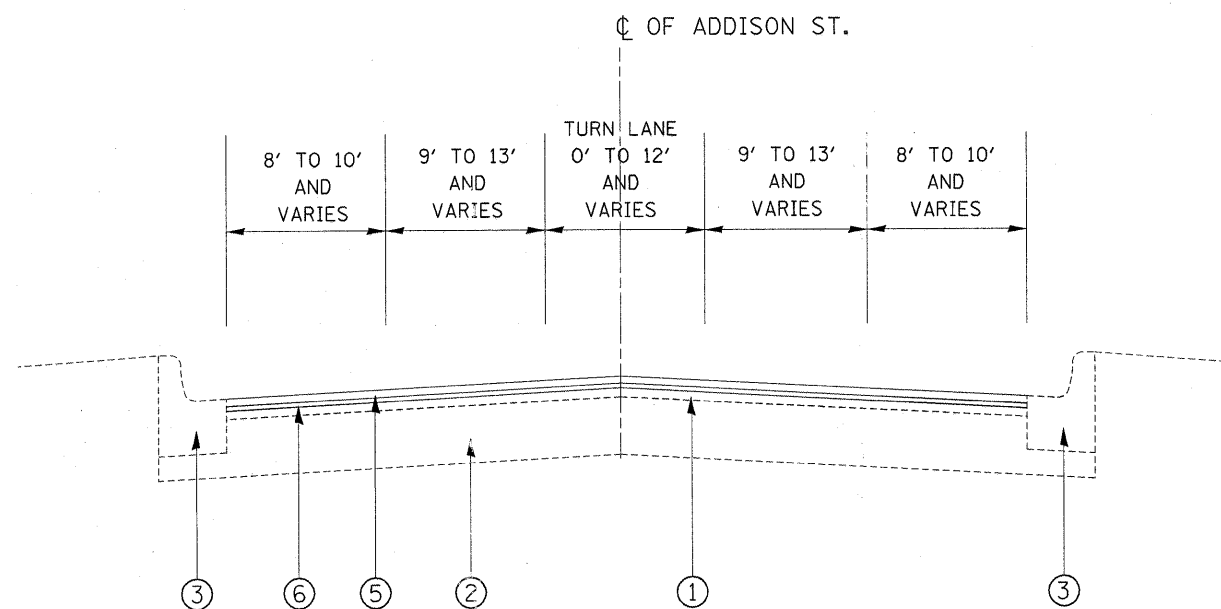 ℄ OF ADDISON ST.
TURN LANE
8' TO 10'
AND
VARIES
9' TO 13'
AND
VARIES
0' TO 12'
AND
VARIES
9' TO 13'
AND
VARIES
8' TO 10'
AND
VARIES
3
6
5
2
1
3